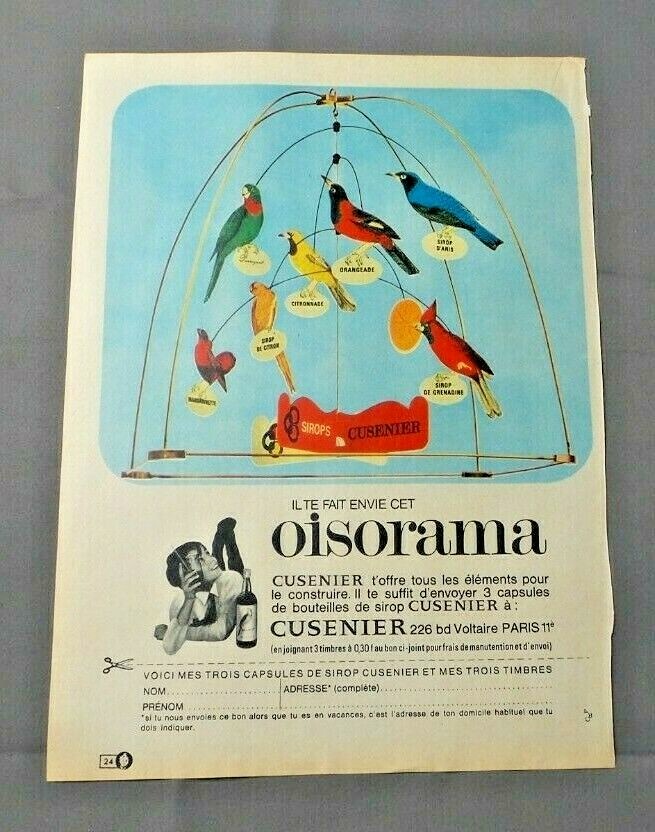 SIROP
D'ANIS
ORANGEADE
CITRONNADE
SIROP
DE CITRON
SIROP
DE GRENADINE
SIROPS CUSENIER
IL TE FAIT ENVIE CET
oisorama
CUSENIER t'offre tous les éléments pour
le construire. Il te suffit d'envoyer 3 capsules
de bouteilles de sirop CUSENIER à :
CUSENIER 226 bd Voltaire PARIS 11e
(en joignant 3 timbres à 0,30 f au bon ci-joint pour frais de manutention et d'envoi)
VOICI MES TROIS CAPSULES DE SIROP CUSENIER ET MES TROIS TIMBRES
NOM.......................... ADRESSE* (complète)..............................
PRÉNOM ..............................
*si tu nous envoies ce bon alors que tu es en vacances, c'est l'adresse de ton domicile habituel que tu
dois indiquer.
24